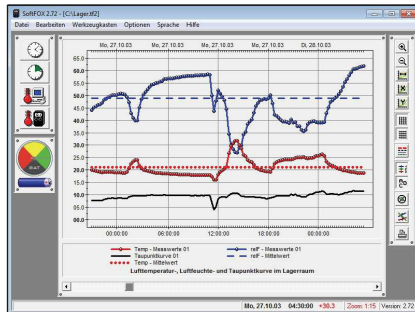 SoftFOX 2.72 - [C:\Lager.tf2]
Datei Bearbeiten Werkzeugkasten Optionen Sprache Hilfe
Mo, 27.10.03 Mo, 27.10.03 Mo, 27.10.03 Mo, 27.10.03 Di, 28.10.03
65.0
60.0
55.0
50.0
45.0
40.0
35.0
30.0
25.0
20.0
15.0
10.0
5.0
0.0
00:00:00 06:00:00 12:00:00 18:00:00 00:00:00
Temp - Messwerte 01 relF - Messwerte 01
Taupunktkurve 01 relF - Mittelwert
Temp - Mittelwert
Lufttemperatur-, Luftfeuchte- und Taupunktkurve im Lagerraum
BAT
X
Y
Mo, 27.10.03 04:30:00 +30.3 Zoom: 1:15 Version: 2.72